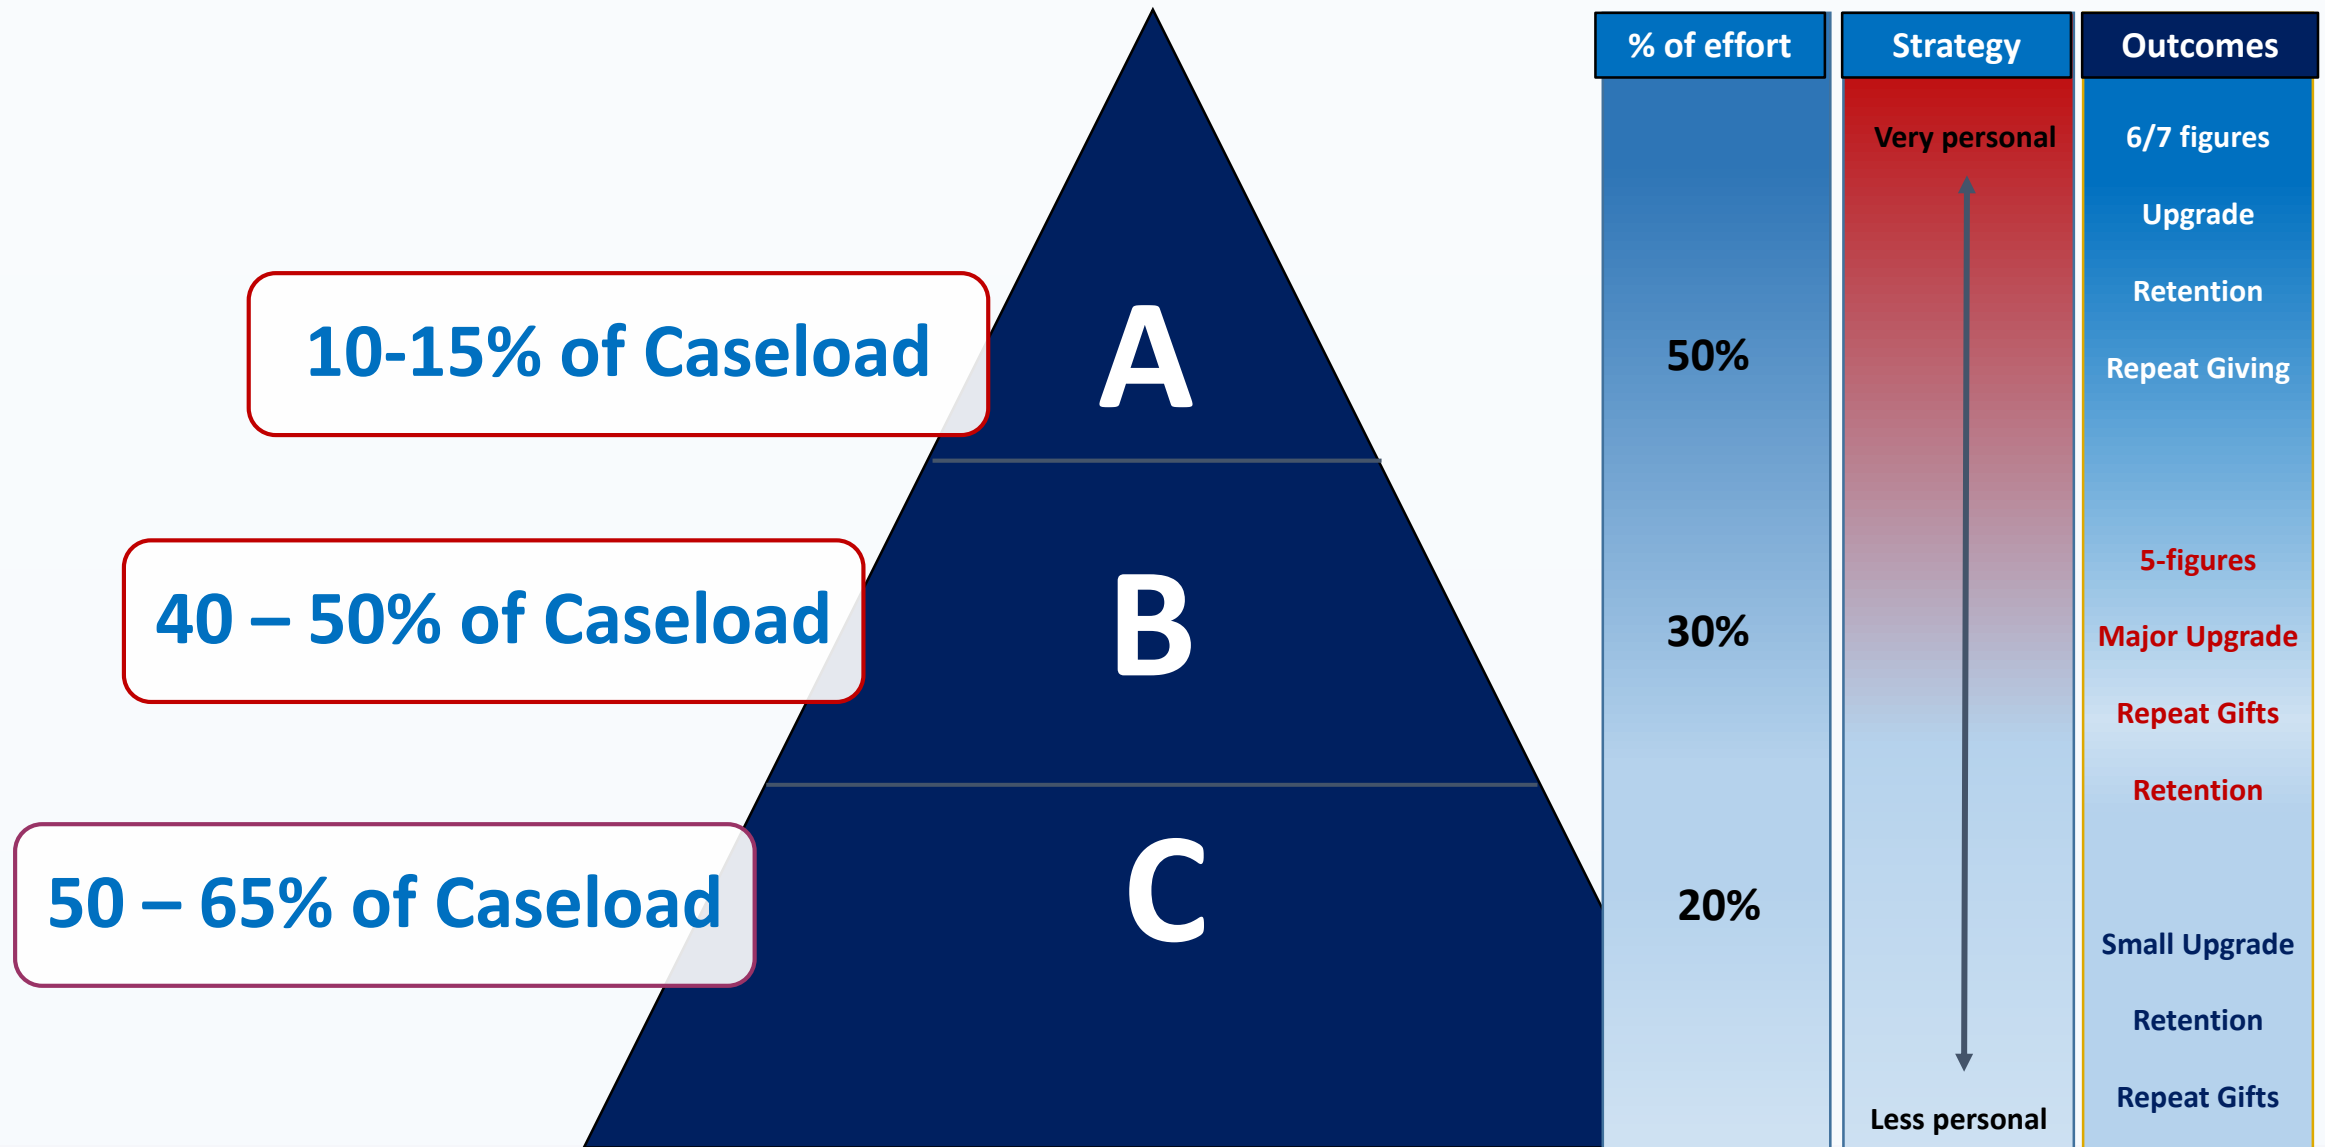 % of effort
Strategy
Outcomes
10-15% of Caseload
A
50%
Very personal
6/7 figures
Upgrade
Retention
Repeat Giving
40 – 50% of Caseload
B
30%
5-figures
Major Upgrade
Repeat Gifts
Retention
50 – 65% of Caseload
C
20%
Less personal
Small Upgrade
Retention
Repeat Gifts